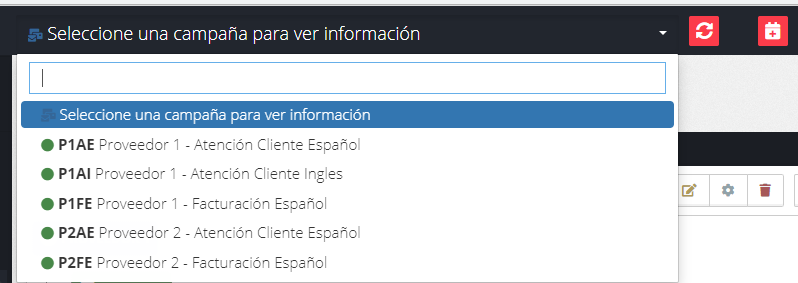 Seleccione una campaña para ver información
Seleccione una campaña para ver información
P1AE Proveedor 1 - Atención Cliente Español
P1AI Proveedor 1 - Atención Cliente Ingles
P1FE Proveedor 1 - Facturación Español
P2AE Proveedor 2 - Atención Cliente Español
P2FE Proveedor 2 - Facturación Español